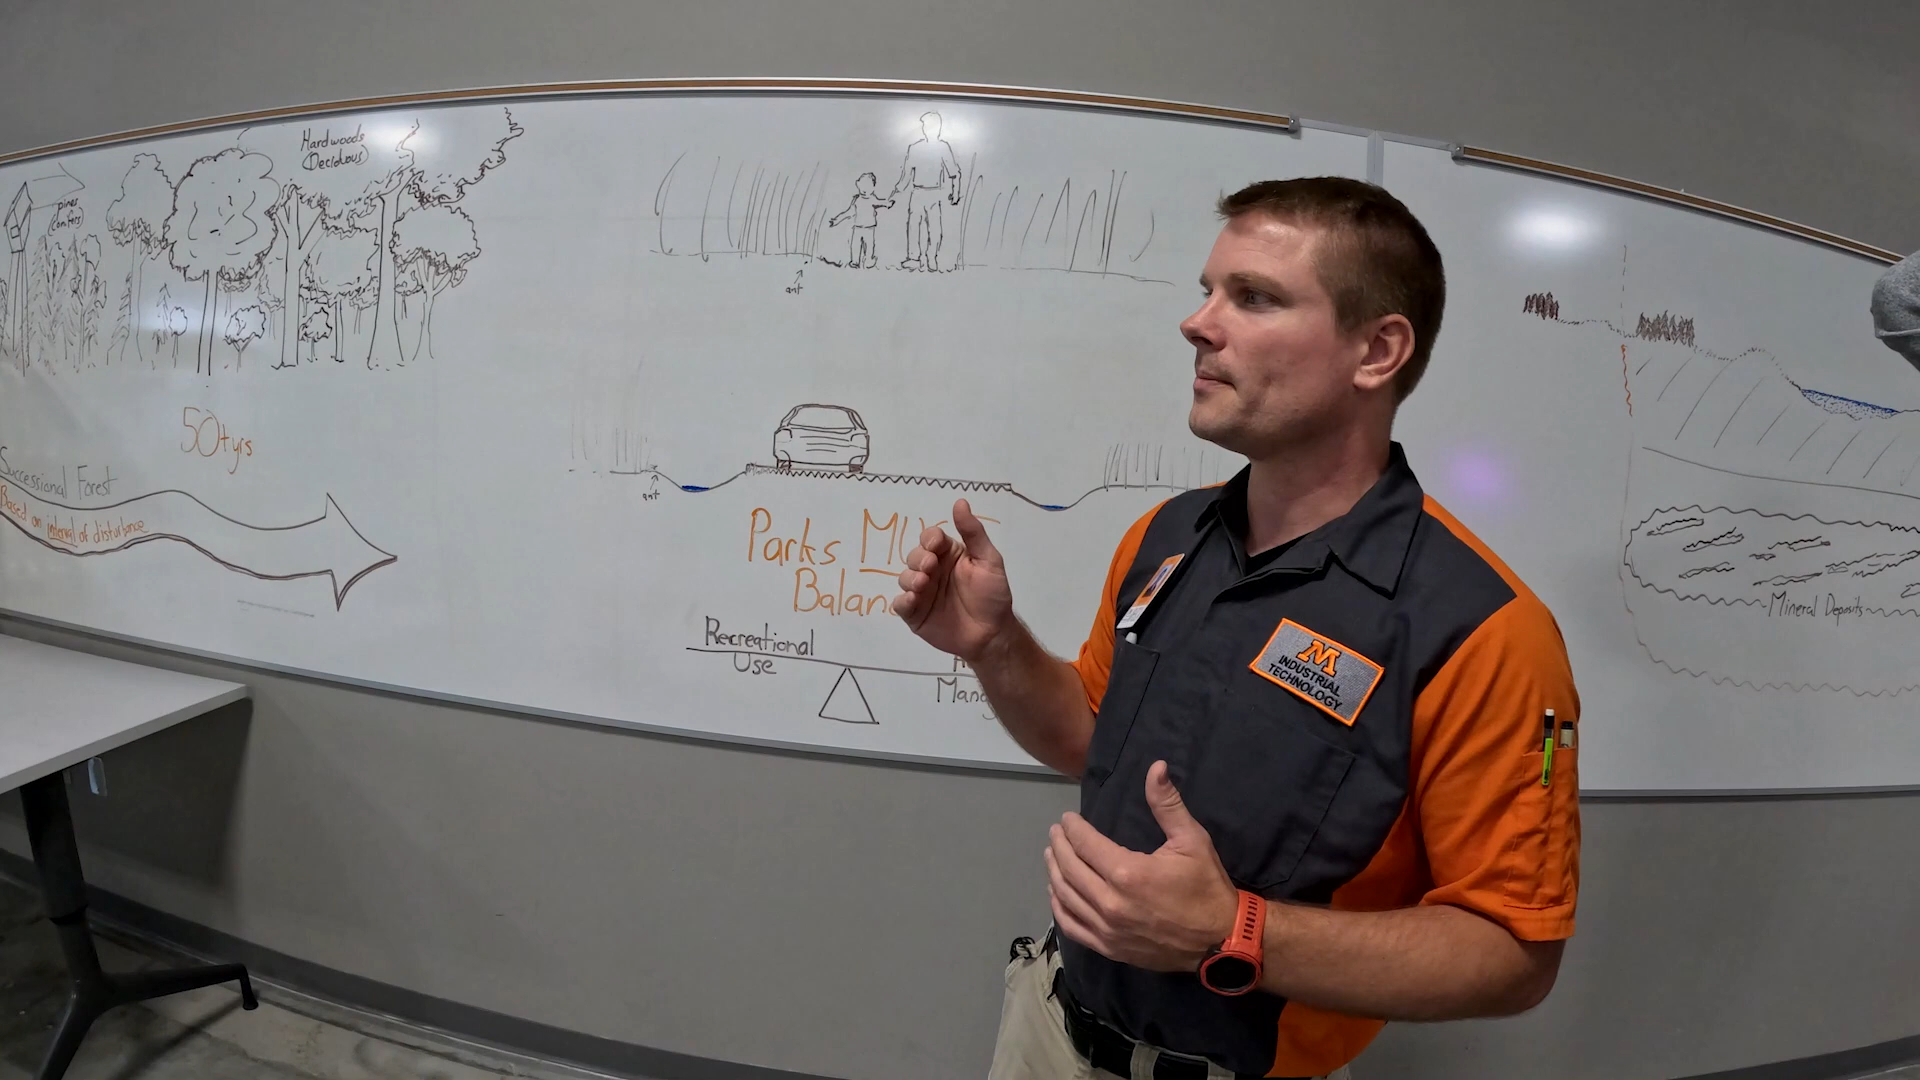 Hardwoods
(Deciduous)
pines
(conifers)
50+ yrs
Successional Forest
Based on interval of disturbance
ant
ant
Parks
Recreational
Use
Mineral Deposits
M
INDUSTRIAL
TECHNOLOGY